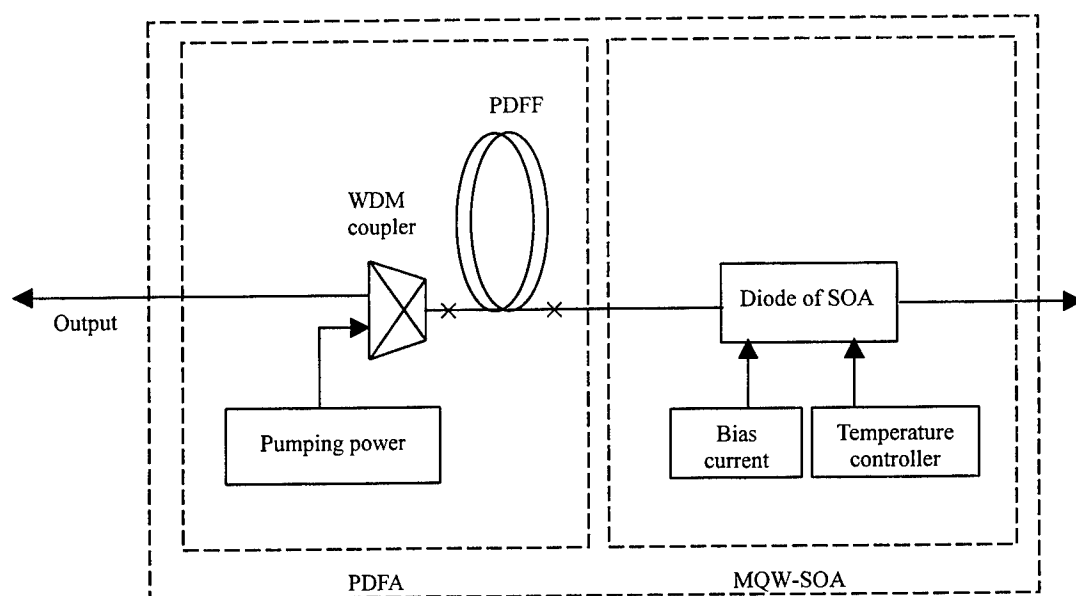 PDFF
WDM
coupler
Output
Diode of SOA
Pumping power
Bias
current
Temperature
controller
PDFA
MQW-SOA